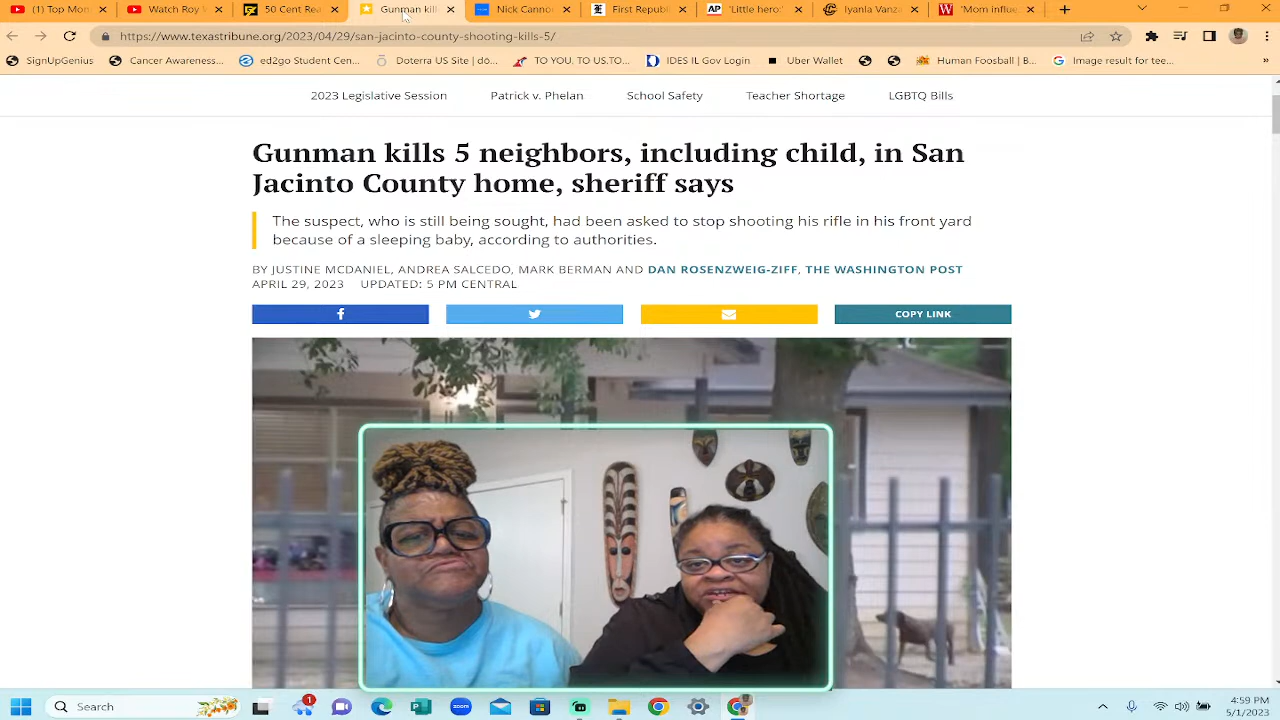 (1) Top Mon
Watch Roy
50 Cent Rea
Gunman kill
Nick Canno
First Republ
'Little hero:'
Iyanla Vanz
'Mom influe
https://www.texastribune.org/2023/04/29/san-jacinto-county-shooting-kills-5/
SignUpGenius
Cancer Awareness...
ed2go Student Cen...
Doterra US Site | dō...
TO YOU. TO US.TO...
IDES IL Gov Login
Uber Wallet
Human Foosball | B...
Image result for tee...
»
2023 Legislative Session
Patrick v. Phelan
School Safety
Teacher Shortage
LGBTQ Bills
Gunman kills 5 neighbors, including child, in San
Jacinto County home, sheriff says
The suspect, who is still being sought, had been asked to stop shooting his rifle in his front yard
because of a sleeping baby, according to authorities.
BY JUSTINE MCDANIEL, ANDREA SALCEDO, MARK BERMAN AND DAN ROSENZWEIG-ZIFF, THE WASHINGTON POST
APRIL 29, 2023 UPDATED: 5 PM CENTRAL
COPY LINK
Search
1
4:59 PM
5/1/2023